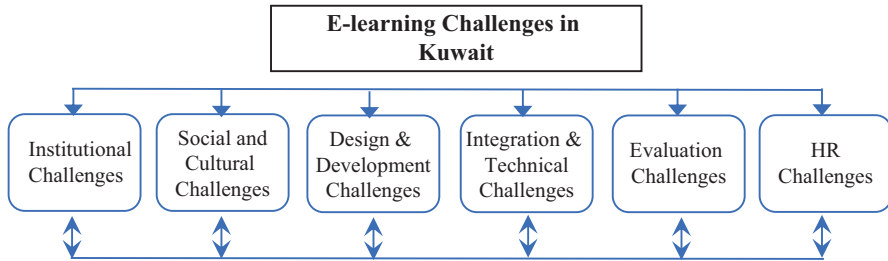 E-learning Challenges in
Kuwait
Institutional
Challenges
Social and
Cultural
Challenges
Design &
Development
Challenges
Integration &
Technical
Challenges
Evaluation
Challenges
HR
Challenges